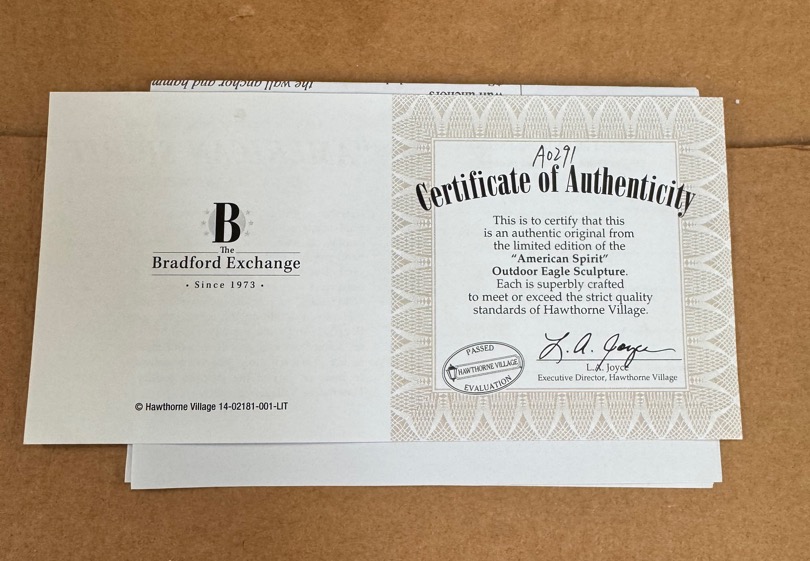 the wall anchor and hamm
wall anchors
B
The
Bradford Exchange
• Since 1973 •
© Hawthorne Village 14-02181-001-LIT
A0291
Certificate of Authenticity
This is to certify that this
is an authentic original from
the limited edition of the
“American Spirit”
Outdoor Eagle Sculpture.
Each is superbly crafted
to meet or exceed the strict quality
standards of Hawthorne Village.
PASSED
HAWTHORNE VILLAGE
EVALUATION
L. A. Joyce
L.A. Joyce
Executive Director, Hawthorne Village